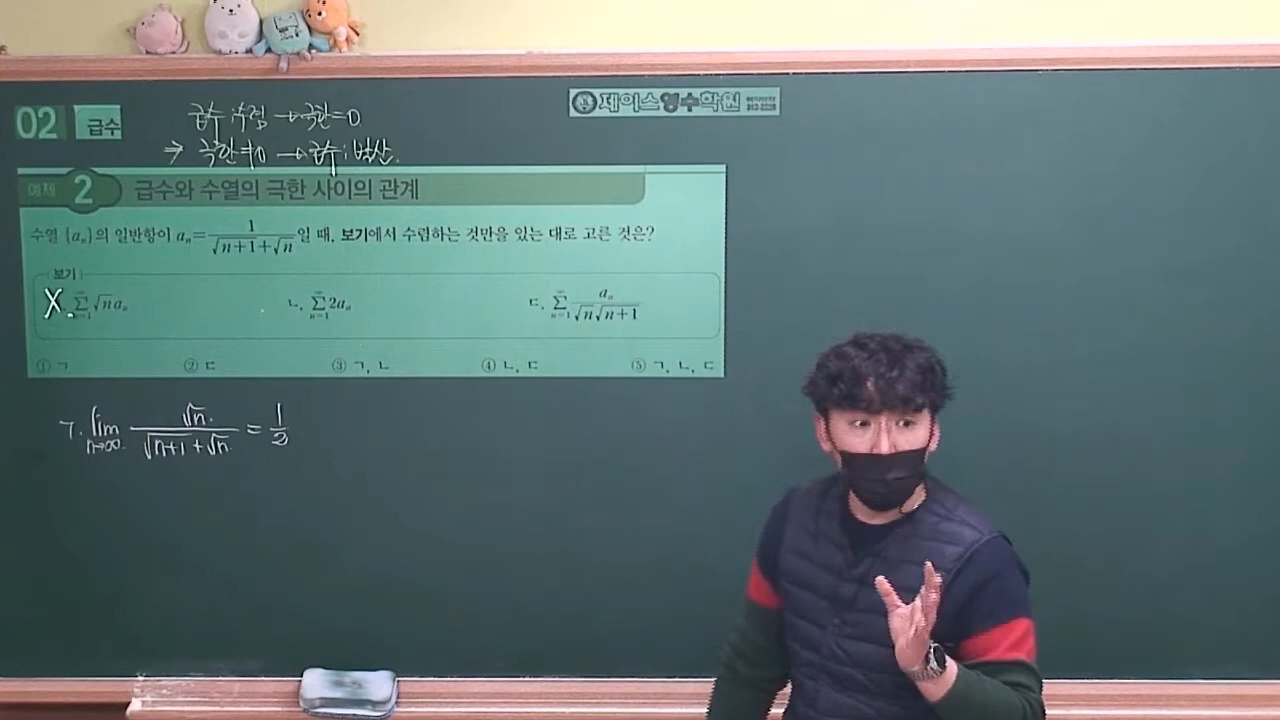 02 급수
급수:수렴 → 극한=0.
⇒ 극한≠0 → 급수:발산.
제이스영수학원
예제 2 급수와 수열의 극한 사이의 관계
수열 {aₙ}의 일반항이 aₙ = 1/(√(n+1)+√n) 일 때, 보기에서 수렴하는 것만을 있는 대로 고른 것은?
보기
X. ∑_{n=1}^{∞} √n aₙ ㄴ. ∑_{n=1}^{∞} 2aₙ ㄷ. ∑_{n=1}^{∞} aₙ/(√n√(n+1))
① ㄱ ② ㄷ ③ ㄱ, ㄴ ④ ㄴ, ㄷ ⑤ ㄱ, ㄴ, ㄷ
ㄱ. lim_{n→∞} √n/(√(n+1)+√n) = 1/2